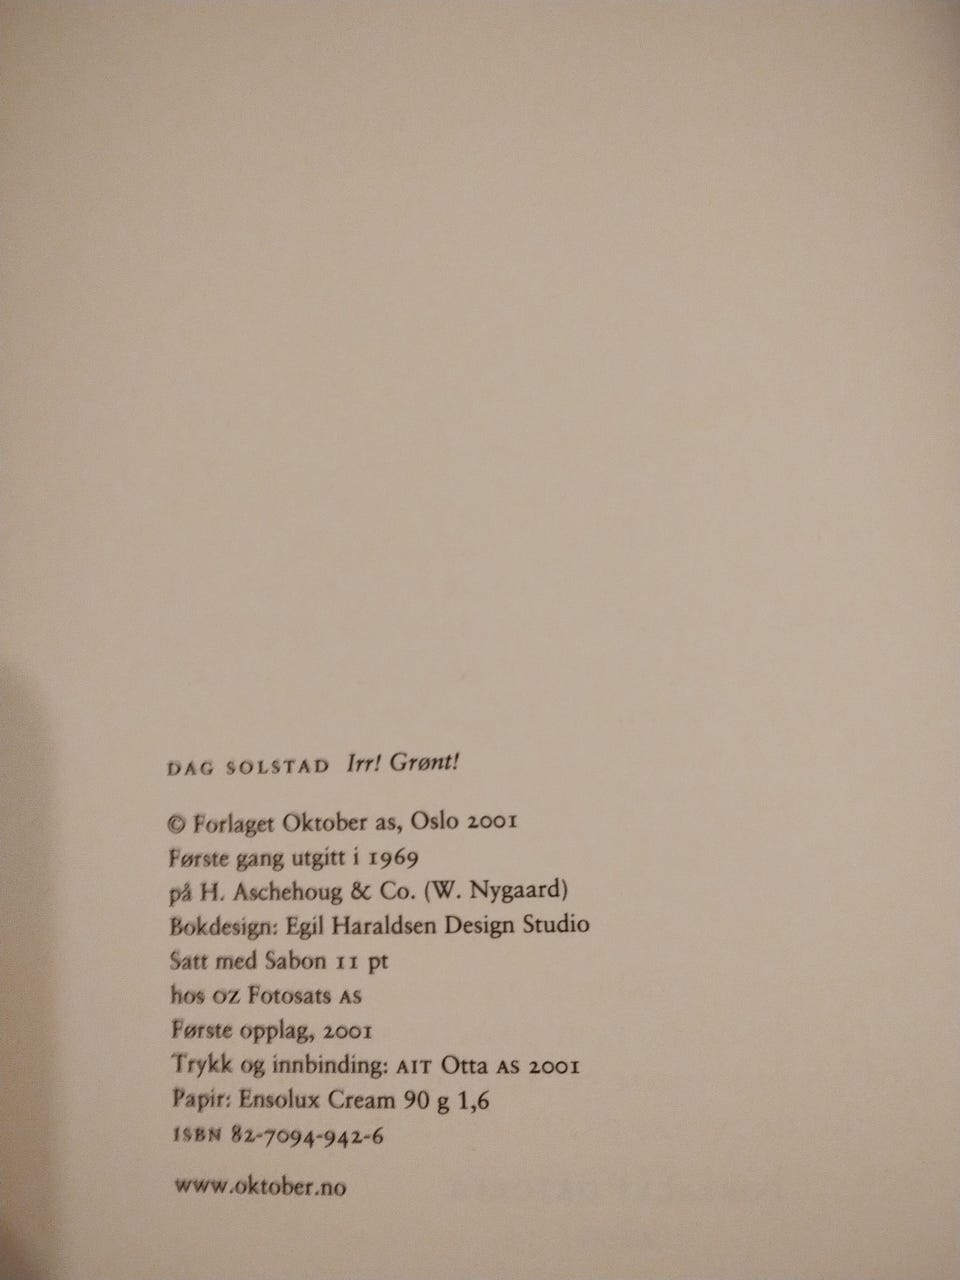 DAG SOLSTAD Irr! Grønt!
© Forlaget Oktober as, Oslo 2001
Første gang utgitt i 1969
på H. Aschehoug & Co. (W. Nygaard)
Bokdesign: Egil Haraldsen Design Studio
Satt med Sabon 11 pt
hos OZ Fotosats AS
Første opplag, 2001
Trykk og innbinding: AIT Otta AS 2001
Papir: Ensolux Cream 90 g 1,6
ISBN 82-7094-942-6
www.oktober.no